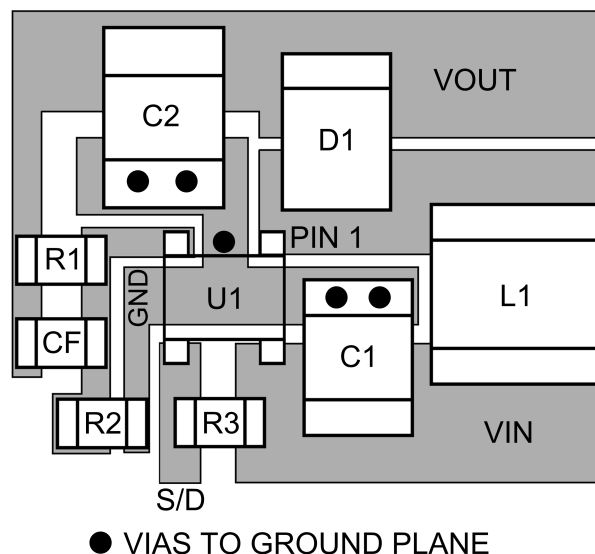 VOUT
C2
D1
PIN 1
R1
GND
U1
L1
CF
C1
R2
R3
VIN
S/D
VIAS TO GROUND PLANE